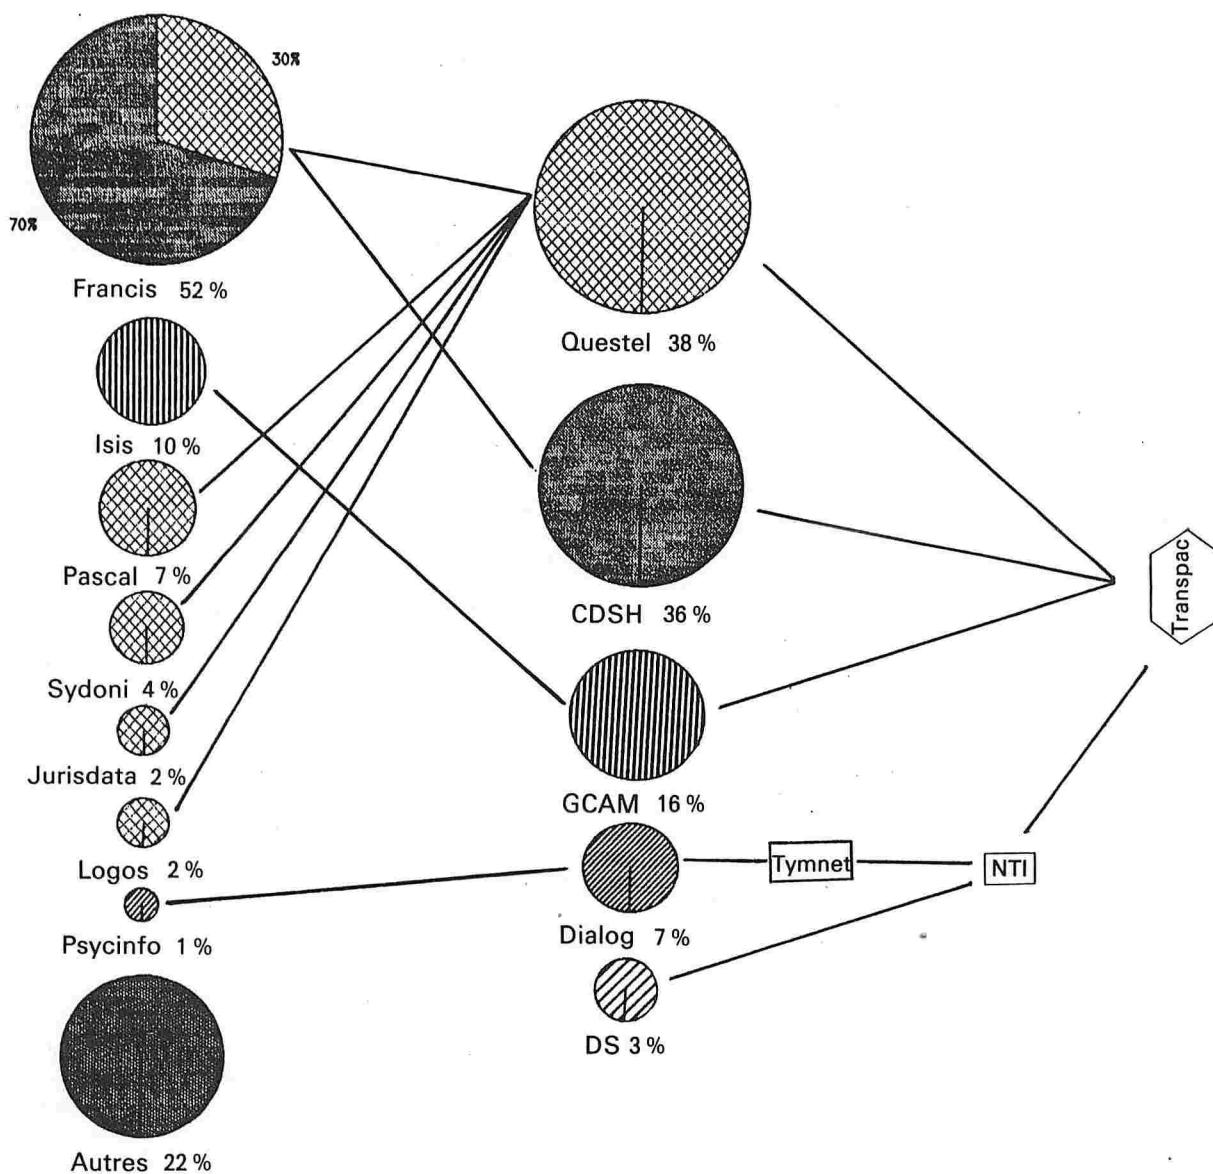 30%
70%
Francis 52 %
Isis 10 %
Pascal 7 %
Sydoni 4 %
Jurisdata 2 %
Logos 2 %
Psycinfo 1 %
Autres 22 %
Questel 38 %
CDSH 36 %
GCAM 16 %
Dialog 7 %
DS 3 %
Tymnet
NTI
Transpac